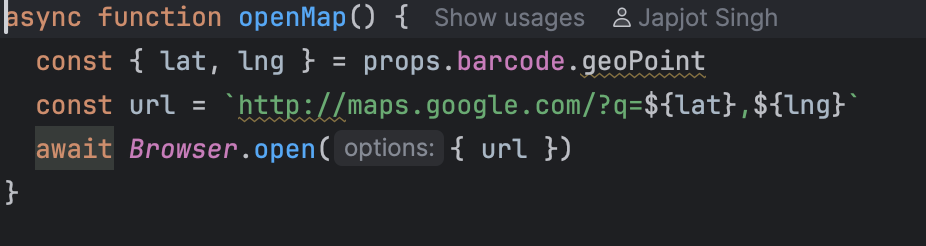 async function openMap() { Show usages Japjot Singh
const { lat, lng } = props.barcode.geoPoint
const url = `http://maps.google.com/?q=${lat},${lng}`
await Browser.open( options: { url })
}